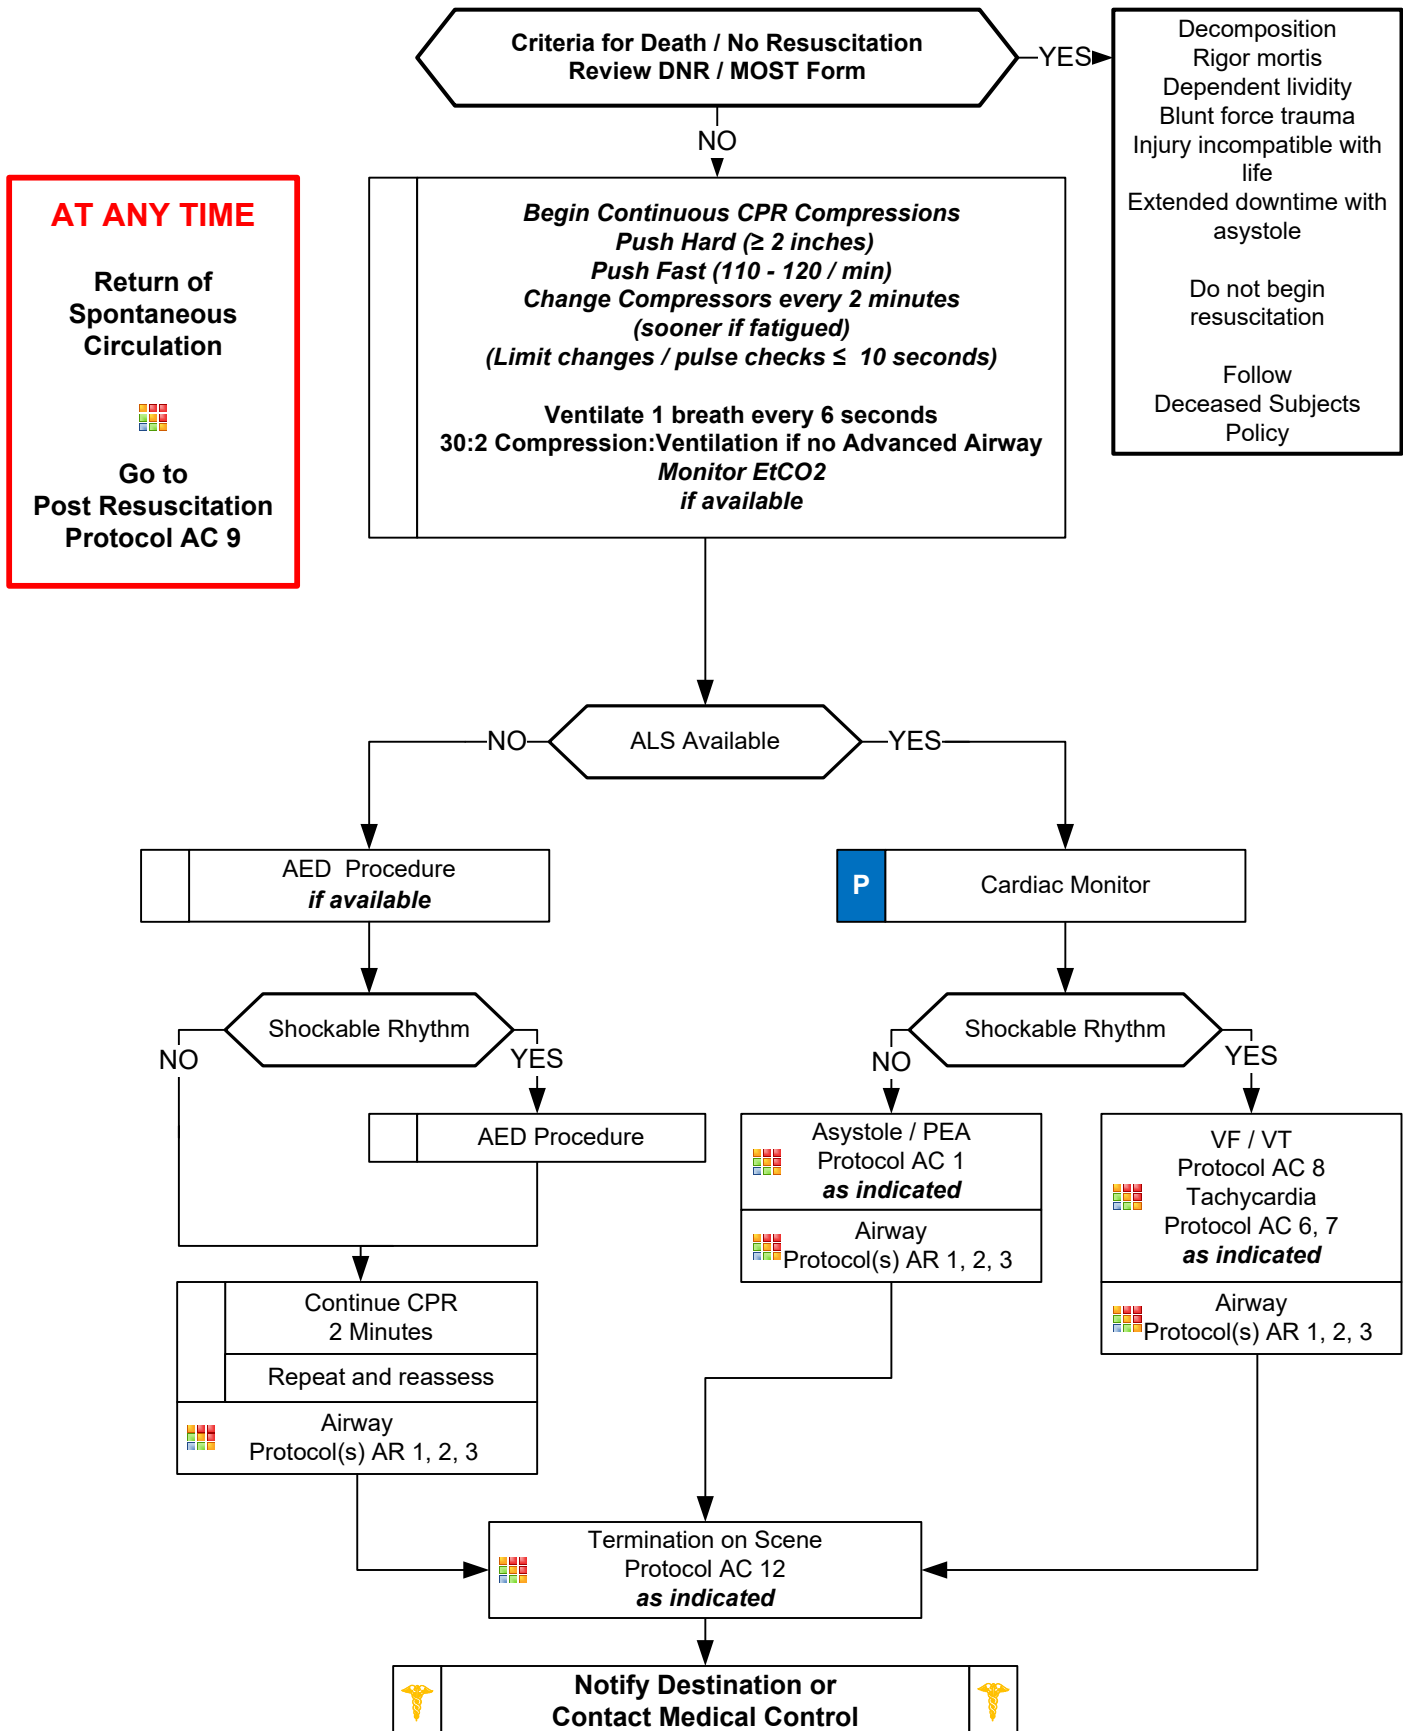 Criteria for Death / No Resuscitation
Review DNR / MOST Form
YES
Decomposition
Rigor mortis
Dependent lividity
Blunt force trauma
Injury incompatible with
life
Extended downtime with
asystole
Do not begin
resuscitation
Follow
Deceased Subjects
Policy
NO
AT ANY TIME
Return of
Spontaneous
Circulation
Go to
Post Resuscitation
Protocol AC 9
Begin Continuous CPR Compressions
Push Hard (≥ 2 inches)
Push Fast (110 - 120 / min)
Change Compressors every 2 minutes
(sooner if fatigued)
(Limit changes / pulse checks ≤ 10 seconds)
Ventilate 1 breath every 6 seconds
30:2 Compression:Ventilation if no Advanced Airway
Monitor EtCO2
if available
NO
ALS Available
YES
AED Procedure
if available
P
Cardiac Monitor
Shockable Rhythm
NO
YES
Shockable Rhythm
NO
YES
AED Procedure
Asystole / PEA
Protocol AC 1
as indicated
Airway
Protocol(s) AR 1, 2, 3
VF / VT
Protocol AC 8
Tachycardia
Protocol AC 6, 7
as indicated
Airway
Protocol(s) AR 1, 2, 3
Continue CPR
2 Minutes
Repeat and reassess
Airway
Protocol(s) AR 1, 2, 3
Termination on Scene
Protocol AC 12
as indicated
Notify Destination or
Contact Medical Control